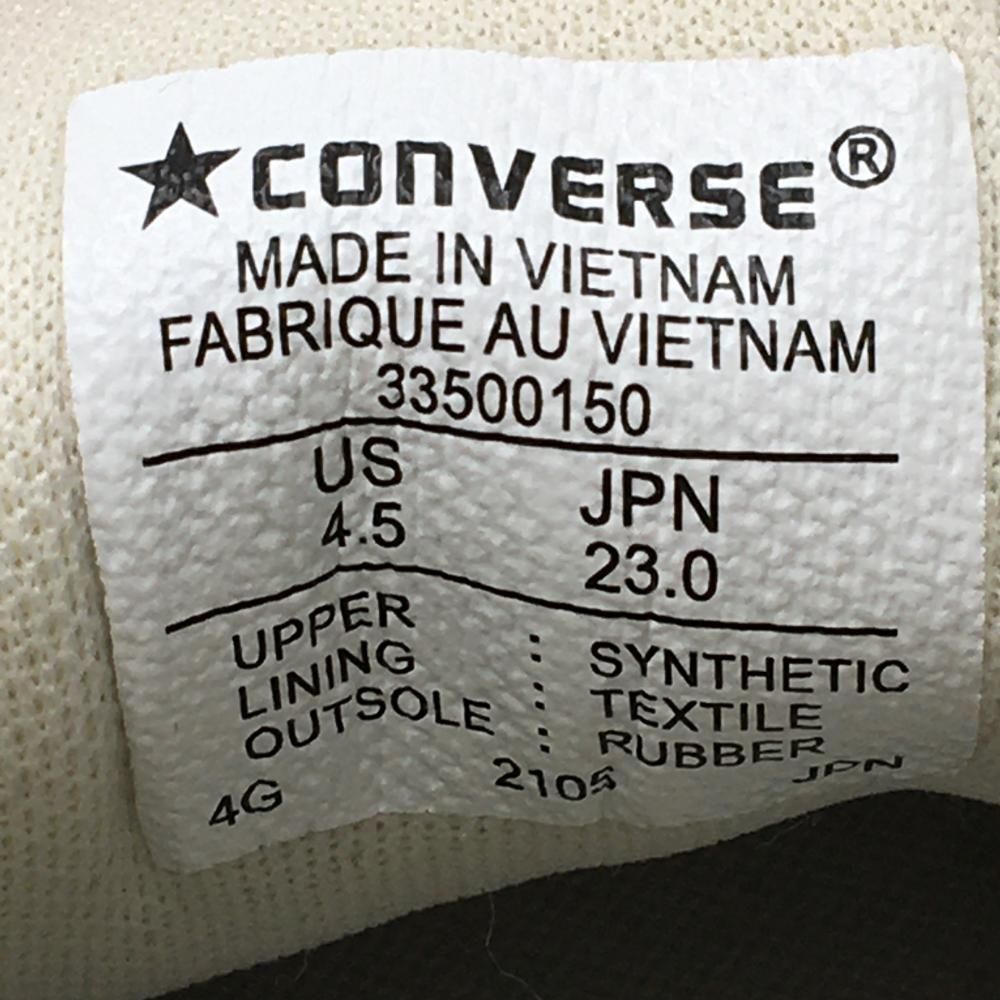 ★CONVERSE®
MADE IN VIETNAM
FABRIQUE AU VIETNAM
33500150
US JPN
4.5 23.0
UPPER : SYNTHETIC
LINING : TEXTILE
OUTSOLE : RUBBER
4G 2105 JPN